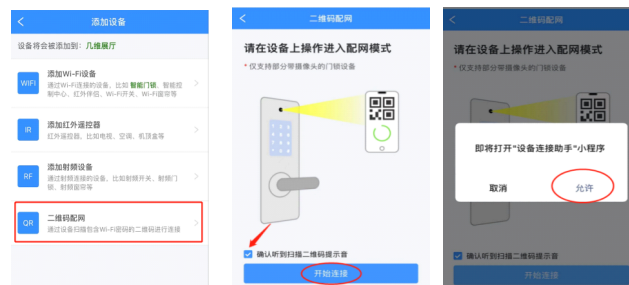 添加设备
设备将会被添加到：几维展厅
WIFI
添加Wi-Fi设备
通过Wi-Fi连接的设备，比如 智能门锁、智能控
制中心、红外伴侣、Wi-Fi开关、Wi-Fi窗帘等
IR
添加红外遥控器
红外遥控器，比如电视、空调、机顶盒等
RF
添加射频设备
通过射频连接的设备，比如射频开关、射频门
锁、射频窗帘等
QR
二维码配网
通过设备扫描包含Wi-Fi密码的二维码进行连接
二维码配网
请在设备上操作进入配网模式
* 仅支持部分带摄像头的门锁设备
确认听到扫描二维码提示音
开始连接
二维码配网
请在设备上操作进入配网模式
* 仅支持部分带摄像头的门锁设备
即将打开"设备连接助手"小程序
取消
允许
确认听到扫描二维码提示音
开始连接